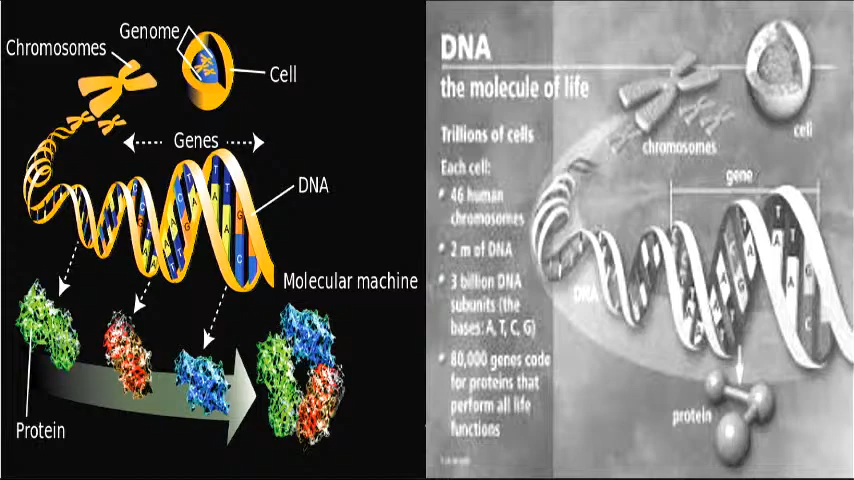 Genome
Chromosomes
Cell
Genes
DNA
C
C
G
T
A
A
C
T
A
T
G
T
A
T
A
G
C
Molecular machine
Protein
DNA
the molecule of life
Trillions of cells
Each cell:
• 46 human
chromosomes
• 2 m of DNA
• 3 billion DNA
subunits (the
bases: A, T, C, G)
• 80,000 genes code
for proteins that
perform all life
functions
cell
chromosomes
gene
DNA
T
T
A
G
C
protein